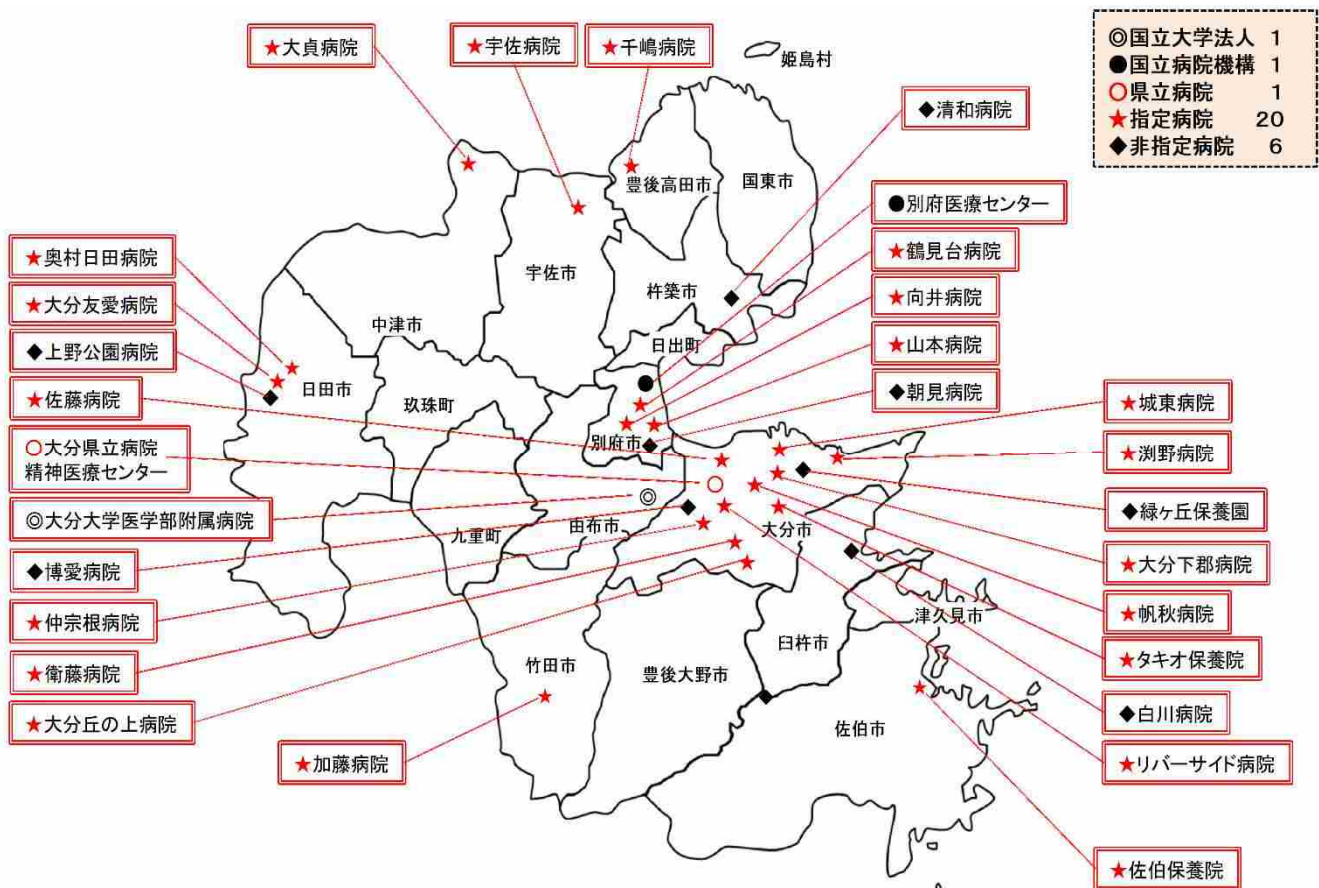 ★大貞病院
★宇佐病院
★千嶋病院
姫島村
◎国立大学法人 1
●国立病院機構 1
○県立病院 1
★指定病院 20
◆非指定病院 6
◆清和病院
豊後高田市
国東市
●別府医療センター
★鶴見台病院
★向井病院
★山本病院
◆朝見病院
★奥村日田病院
★大分友愛病院
◆上野公園病院
★佐藤病院
○大分県立病院
精神医療センター
◎大分大学医学部附属病院
◆博愛病院
★仲宗根病院
★衛藤病院
★大分丘の上病院
★加藤病院
宇佐市
杵築市
中津市
日出町
日田市
玖珠町
別府市
九重町
由布市
大分市
竹田市
豊後大野市
臼杵市
津久見市
佐伯市
★城東病院
★渕野病院
◆緑ヶ丘保養園
★大分下郡病院
★帆秋病院
★タキオ保養院
◆白川病院
★リバーサイド病院
★佐伯保養院